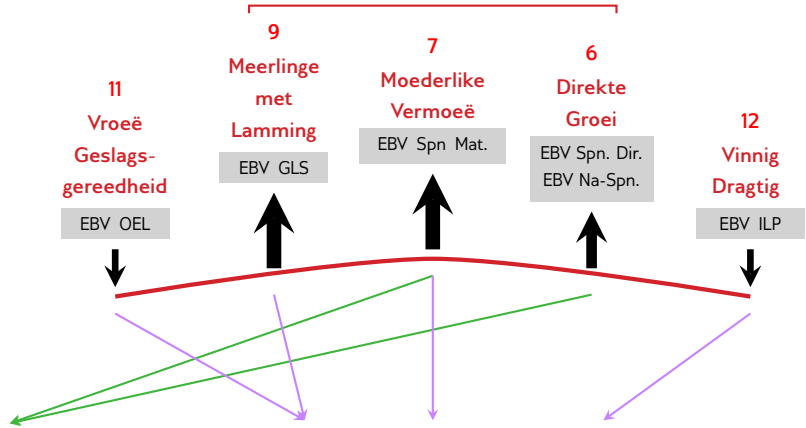 11
Vroeë
Geslags-
gereedheid
EBV OEL
9
Meerlinge
met
Lamming
EBV GLS
7
Moederlike
Vermoeë
EBV Spn Mat.
6
Direkte
Groei
EBV Spn. Dir.
EBV Na-Spn.
12
Vinnig
Dragtig
EBV ILP